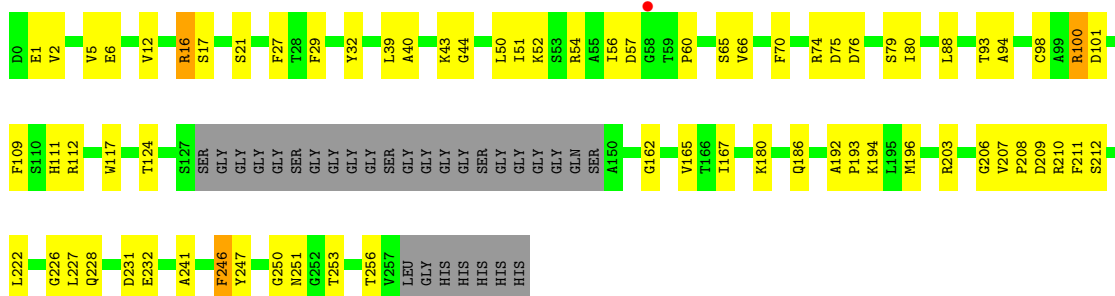 D0 E1 V2 V5 E6 V12 R16 S17 S21 F27 T28 F29 Y32 L39 A40 K43 G44 L50 I51 K52 S53 R54 A55 I56 D57 G58 T59 P60 S65 V66 F70 R74 D75 D76 S79 I80 L88 T93 A94 C98 A99 R100 D101
F109 S110 H111 R112 W117 T124 S127 SER GLY GLY GLY GLY SER GLY GLY GLY GLY SER GLY GLY GLY GLY SER GLY GLY GLY GLY GLN SER A150 G162 V165 T166 I167 K180 Q186 A192 P193 K194 L195 M196 R203 G206 V207 P208 D209 R210 F211 S212
L222 G226 L227 Q228 D231 E232 A241 F246 Y247 G250 N251 G252 T253 T256 V257 LEU GLY HIS HIS HIS HIS HIS HIS